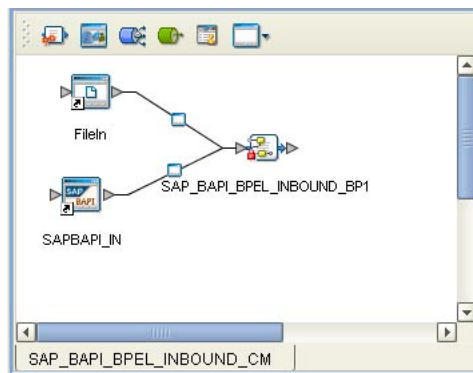 FileIn
SAP_BAPI_BPEL_INBOUND_BP1
SAP
BAPI
SAPBAPI_IN
SAP_BAPI_BPEL_INBOUND_CM